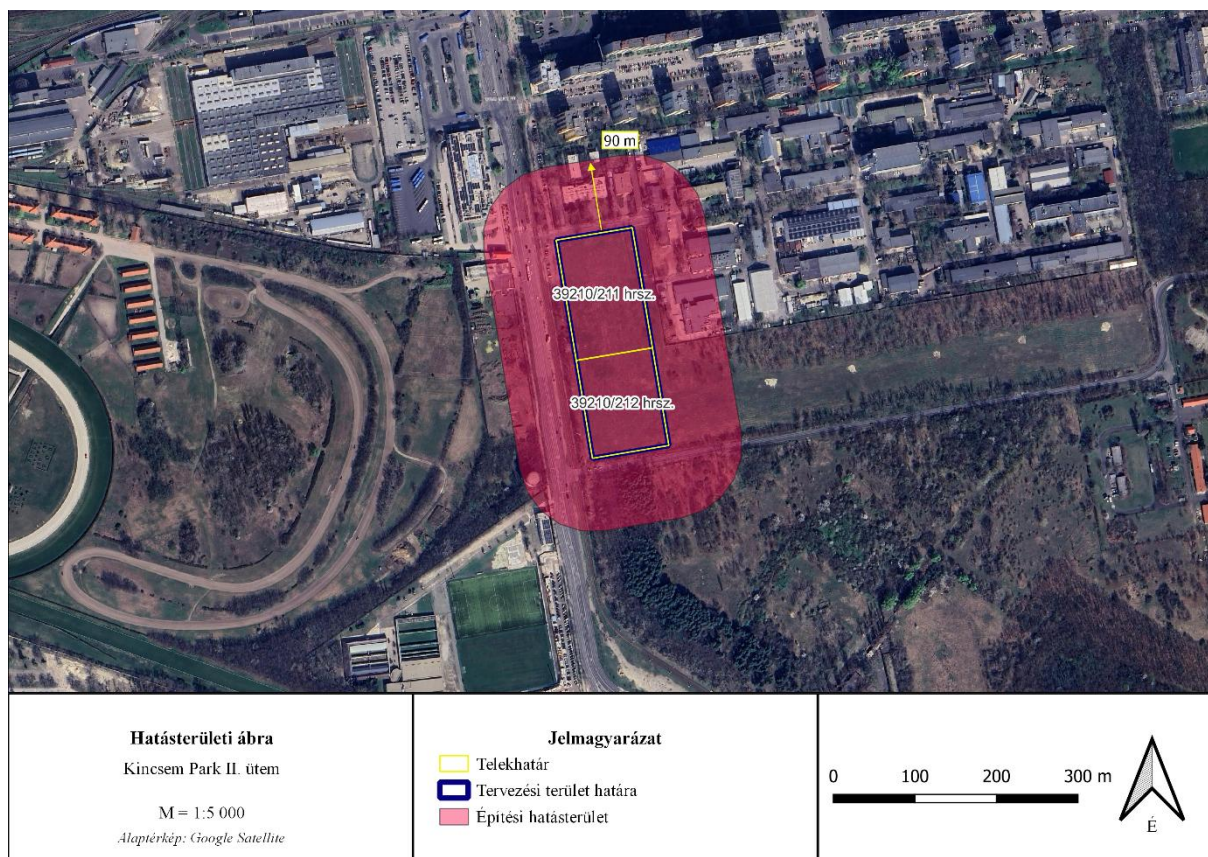 90 m
39210/211 hrsz.
39210/212 hrsz.
Hatásterületi ábra
Kincsem Park II. ütem
M = 1:5 000
Alaptérkép: Google Satellite
Jelmagyarázat
Telekhatár
Tervezési terület határa
Építési hatásterület
0 100 200 300 m
É